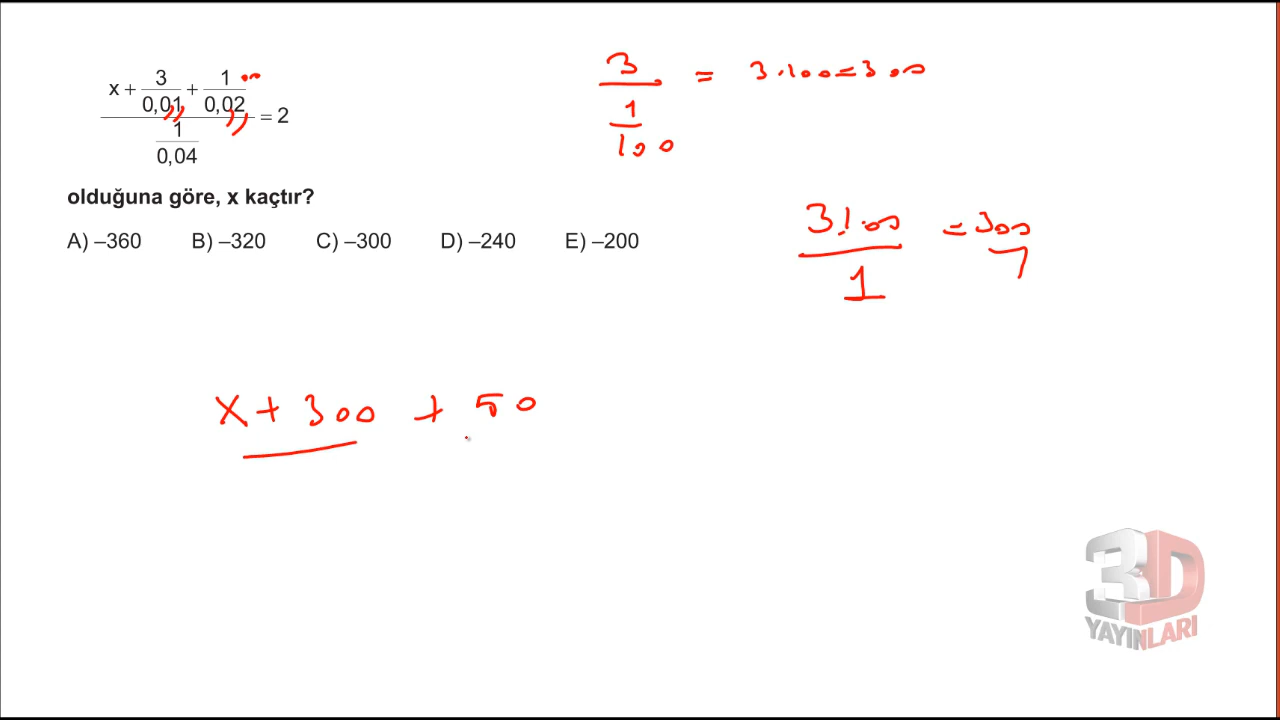 x + 3/0,01 + 1/0,02 00
1/0,04
= 2
olduğuna göre, x kaçtır?
A) –360 B) –320 C) –300 D) –240 E) –200
3/(1/100) = 3.100=300
3.100/1 = 300
x + 300 + 50
3D
YAYINLARI